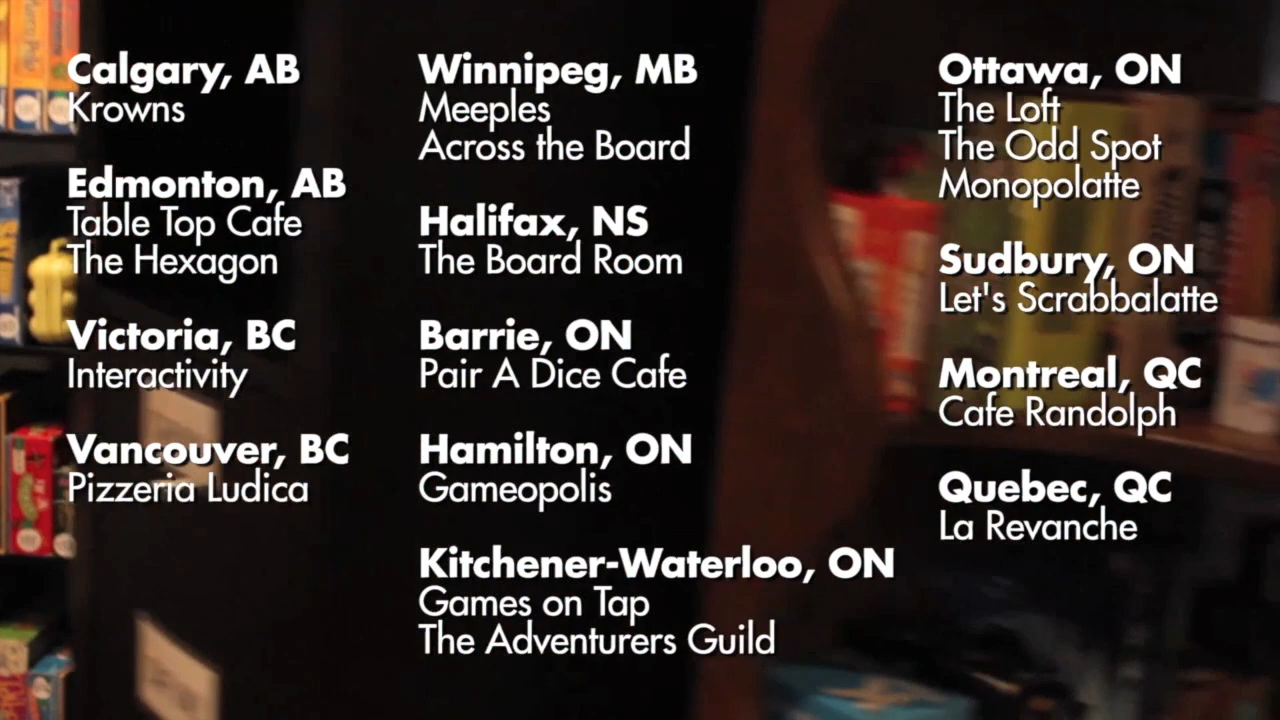 Calgary, AB
Krowns
Edmonton, AB
Table Top Cafe
The Hexagon
Victoria, BC
Interactivity
Vancouver, BC
Pizzeria Ludica
Winnipeg, MB
Meeples
Across the Board
Halifax, NS
The Board Room
Barrie, ON
Pair A Dice Cafe
Hamilton, ON
Gameopolis
Kitchener-Waterloo, ON
Games on Tap
The Adventurers Guild
Ottawa, ON
The Loft
The Odd Spot
Monopolatte
Sudbury, ON
Let's Scrabbalatte
Montreal, QC
Cafe Randolph
Quebec, QC
La Revanche